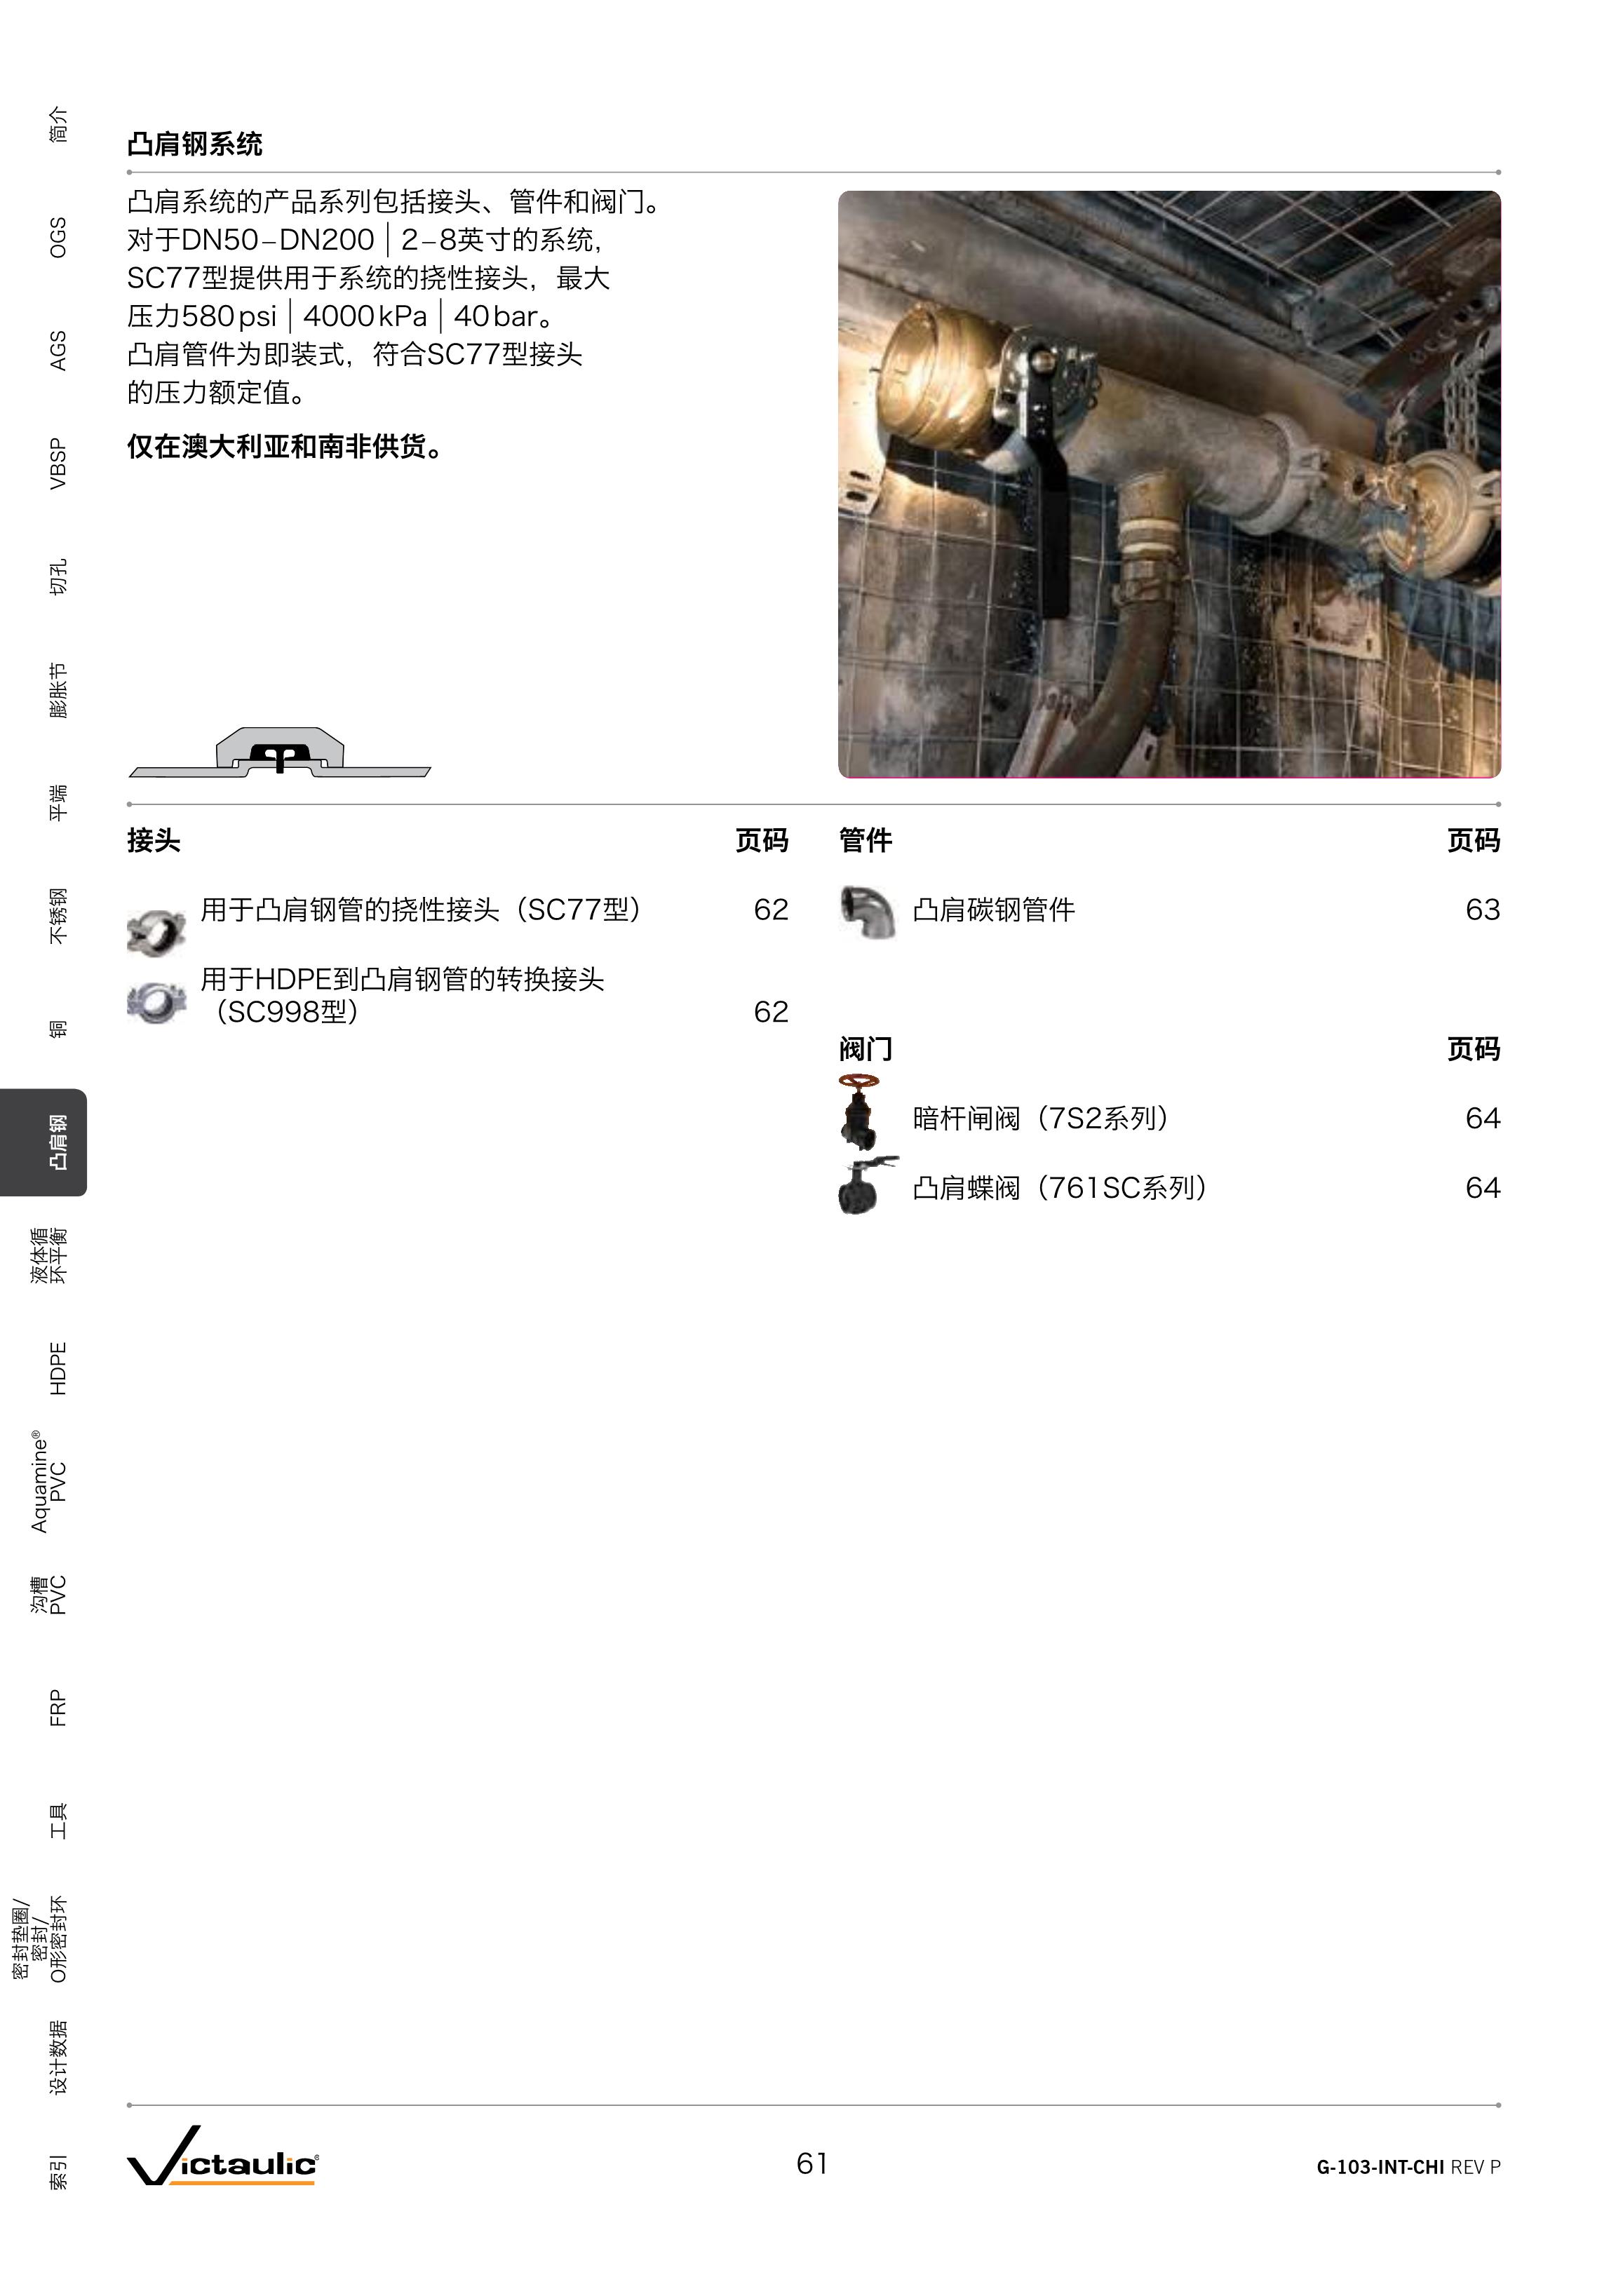 简介
OGS
AGS
VBSP
切孔
膨胀节
平端
不锈钢
铜
凸肩钢
液体循
环平衡
HDPE
Aquamine®
PVC
沟槽
PVC
FRP
工具
密封垫圈/
密封/
O形密封环
设计数据
索引
凸肩钢系统
凸肩系统的产品系列包括接头、管件和阀门。
对于DN50–DN200 | 2–8英寸的系统，
SC77型提供用于系统的挠性接头，最大
压力580 psi | 4000 kPa | 40 bar。
凸肩管件为即装式，符合SC77型接头
的压力额定值。
仅在澳大利亚和南非供货。
接头 页码
用于凸肩钢管的挠性接头（SC77型） 62
用于HDPE到凸肩钢管的转换接头
（SC998型） 62
管件 页码
凸肩碳钢管件 63
阀门 页码
暗杆闸阀（7S2系列） 64
凸肩蝶阀（761SC系列） 64
Victaulic®
61
G-103-INT-CHI REV P